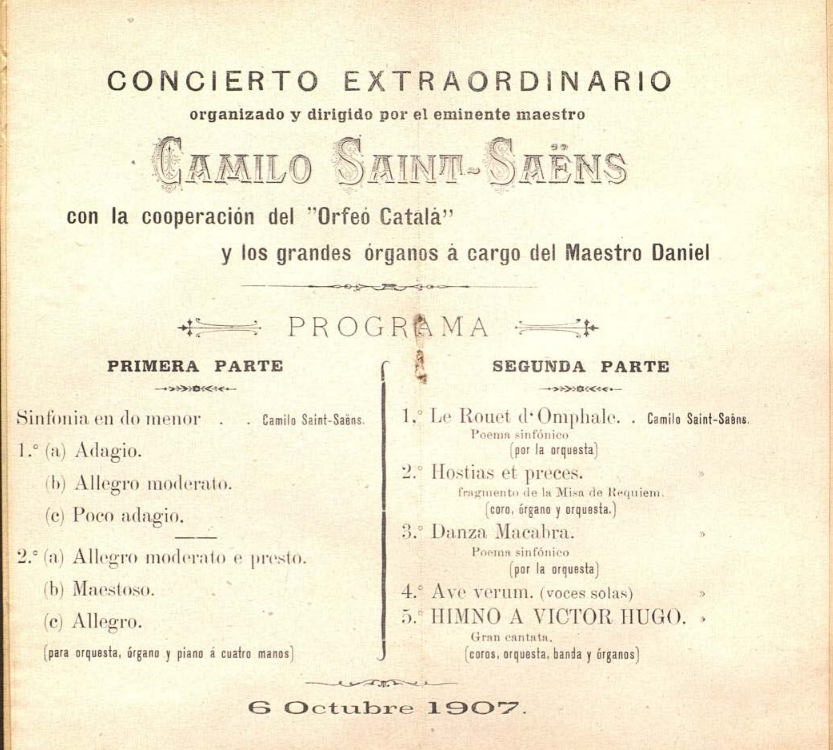 CONCIERTO EXTRAORDINARIO
organizado y dirigido por el eminente maestro
CAMILO SAINT-SAËNS
con la cooperación del "Orfeó Català"
y los grandes órganos à cargo del Maestro Daniel
PROGRAMA
PRIMERA PARTE
Sinfonia en do menor . . Camilo Saint-Saëns.
1.º (a) Adagio.
(b) Allegro moderato.
(c) Poco adagio.
2.º (a) Allegro moderato e presto.
(b) Maestoso.
(c) Allegro.
(para orquesta, órgano y piano á cuatro manos)
SEGUNDA PARTE
1.º Le Rouet d'Omphale. . Camilo Saint-Saëns.
Poema sinfónico
(por la orquesta)
2.º Hostias et preces. »
fragmento de la Misa de Requiem.
(coro, órgano y orquesta.)
3.º Danza Macabra. »
Poema sinfónico
(por la orquesta)
4.º Ave verum. (voces solas) »
5.º HIMNO A VICTOR HUGO. »
Gran cantata.
(coros, orquesta, banda y órganos)
6 Octubre 1907.